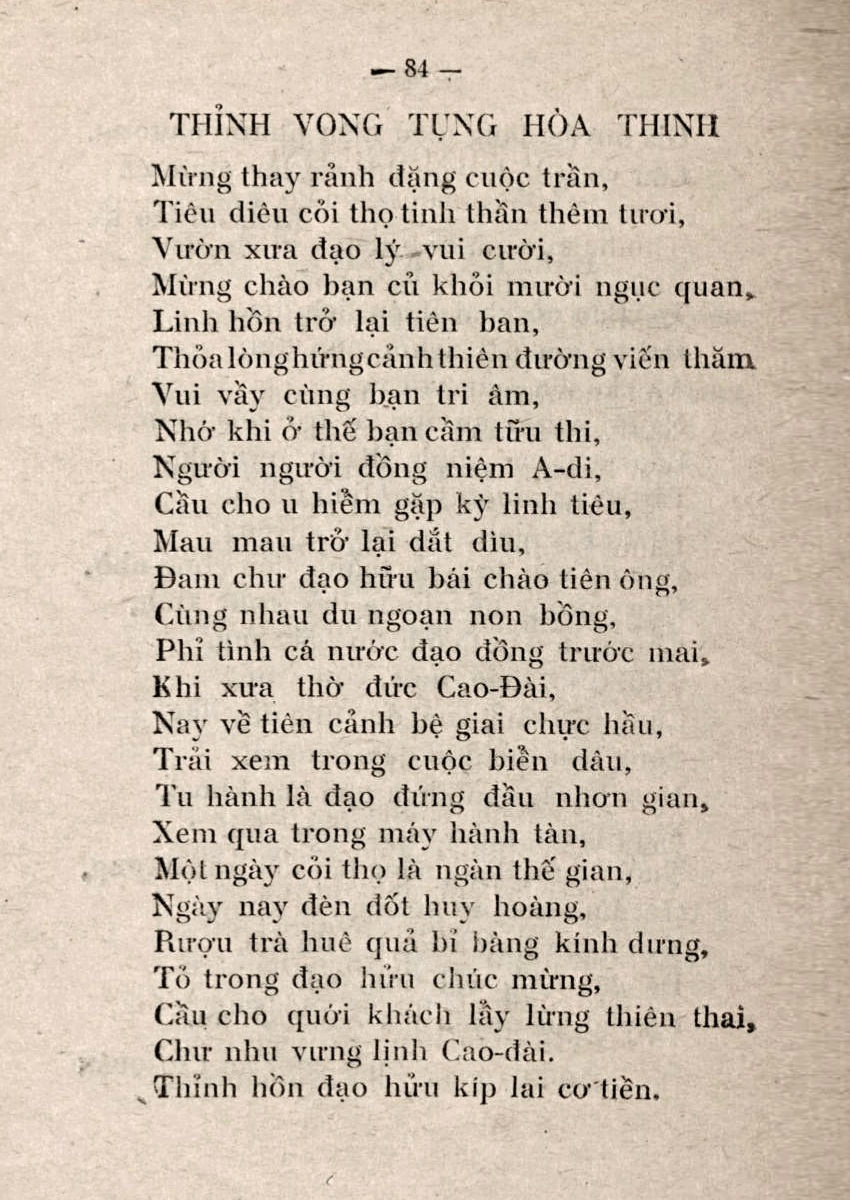 — 84 —
THỈNH VONG TỤNG HÒA THINH
Mừng thay rảnh đặng cuộc trần,
Tiêu diêu cỏi thọ tinh thần thêm tươi,
Vườn xưa đạo lý vui cười,
Mừng chào bạn củ khỏi mười ngục quan,
Linh hồn trở lại tiên ban,
Thỏa lòng hứng cảnh thiên đường viến thăm
Vui vầy cùng bạn tri âm,
Nhớ khi ở thế bạn cầm tữu thi,
Người người đồng niệm A-di,
Cầu cho u hiểm gặp kỳ linh tiêu,
Mau mau trở lại dắt dìu,
Đam chư đạo hữu bái chào tiên ông,
Cùng nhau du ngoạn non bồng,
Phỉ tình cá nước đạo đồng trước mai,
Khi xưa thờ đức Cao-Đài,
Nay về tiên cảnh bệ giai chực hầu,
Trải xem trong cuộc biển dâu,
Tu hành là đạo đứng đầu nhơn gian,
Xem qua trong máy hành tàn,
Một ngày cỏi thọ là ngàn thế gian,
Ngày nay đèn đốt huy hoàng,
Rượu trà huê quả bỉ bàng kính dưng,
Tỏ trong đạo hửu chúc mừng,
Cầu cho quới khách lẩy lừng thiên thai,
Chư nhu vưng lịnh Cao-đài.
Thỉnh hồn đạo hửu kíp lai cơ tiền.